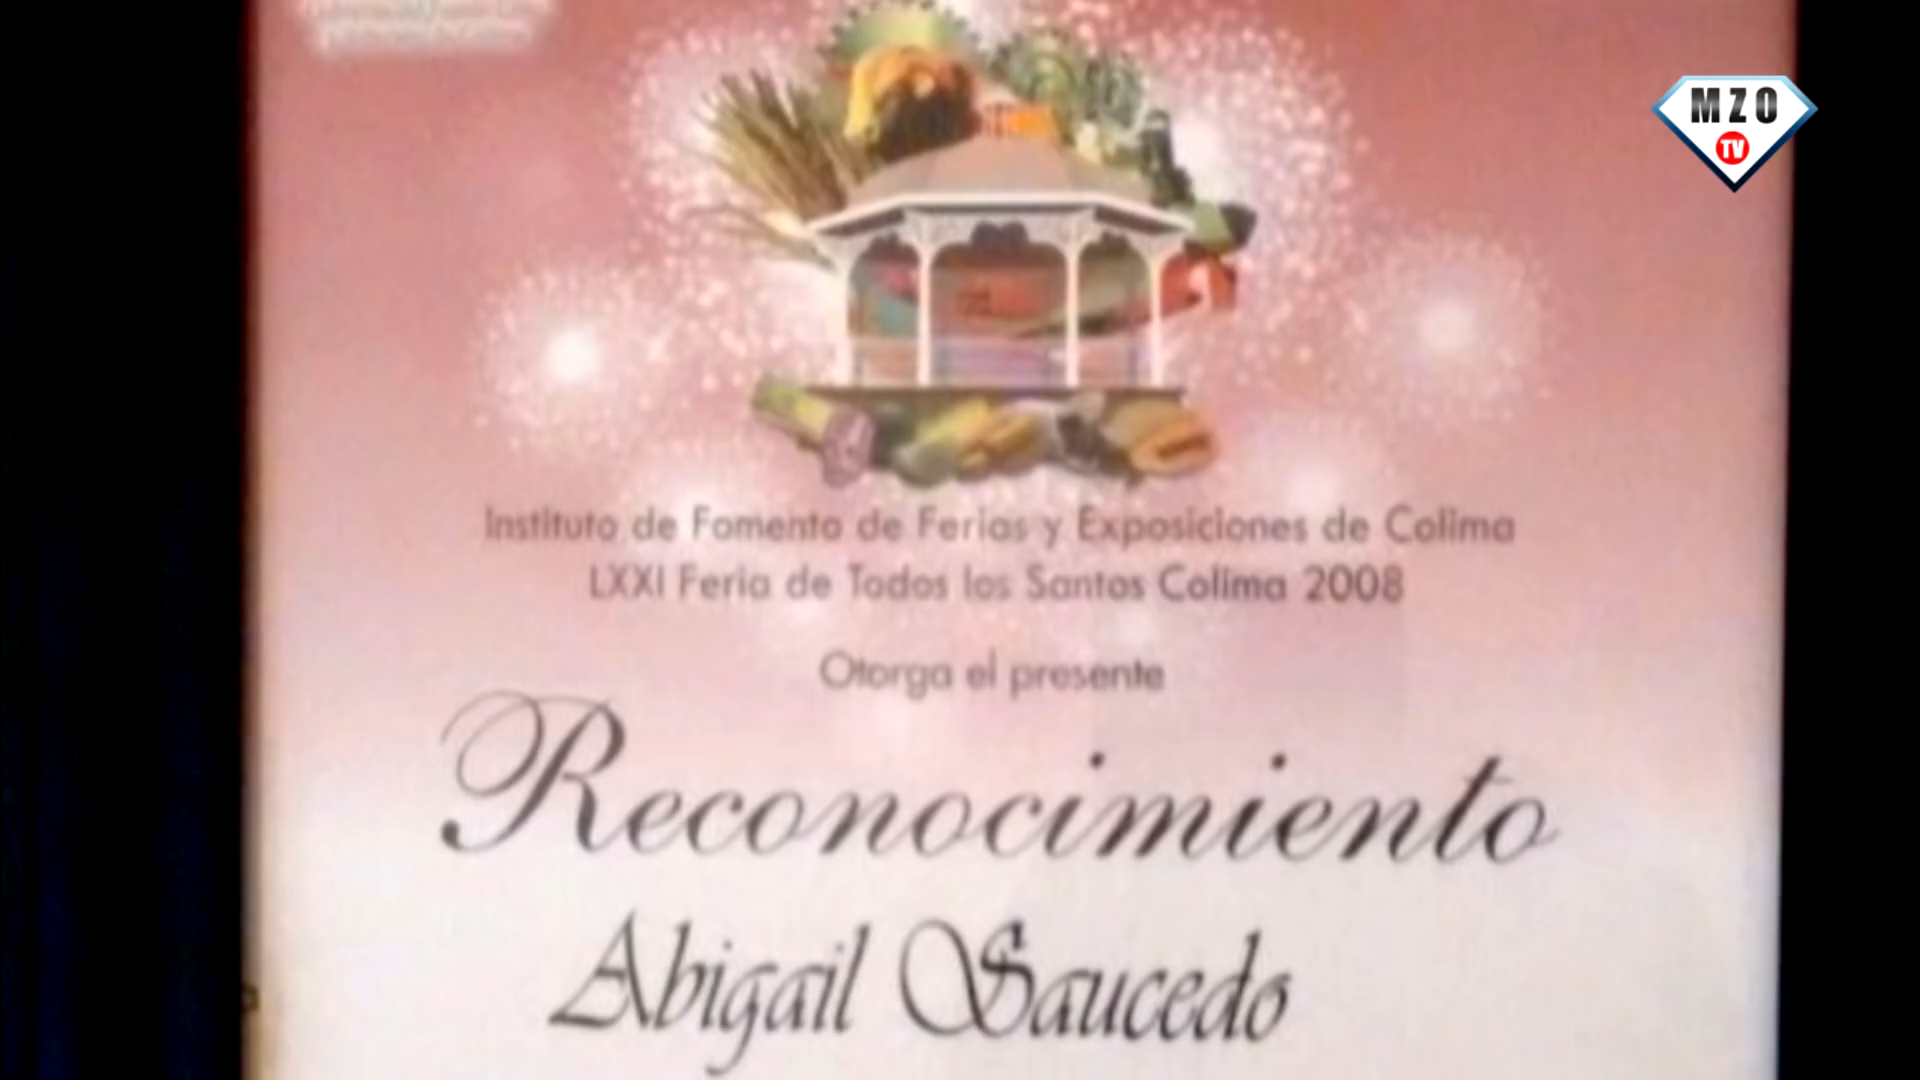 MZO
TV
Instituto de Fomento de Ferias y Exposiciones de Colima
LXXI Feria de Todos los Santos Colima 2008
Otorga el presente
Reconocimiento
Abigail Saucedo